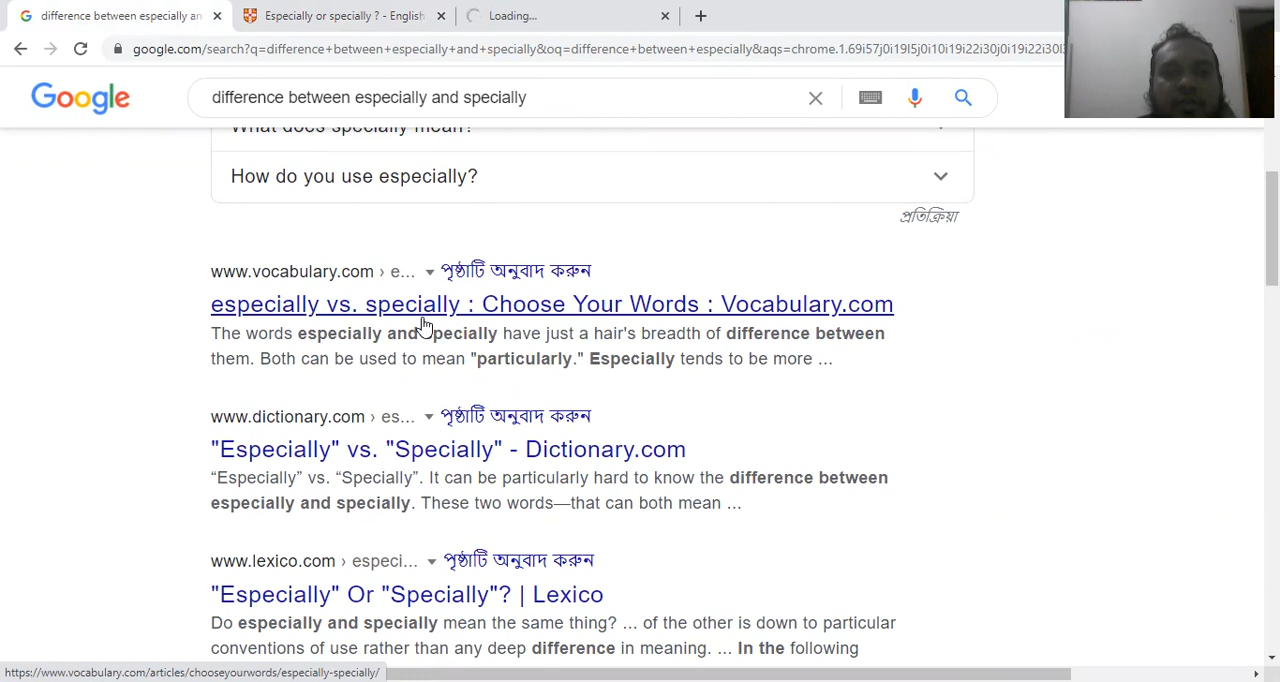 difference between especially an
Especially or specially ? - English
Loading...
google.com/search?q=difference+between+especially+and+specially&oq=difference+between+especially&aqs=chrome.1.69i57j0i19l5j0i10i19i22i30j0i19i22i30l
Google
difference between especially and specially
What does specially mean?
How do you use especially?
প্রতিক্রিয়া
www.vocabulary.com › e... পৃষ্ঠাটি অনুবাদ করুন
especially vs. specially : Choose Your Words : Vocabulary.com
The words especially and specially have just a hair's breadth of difference between
them. Both can be used to mean "particularly." Especially tends to be more ...
www.dictionary.com › es... পৃষ্ঠাটি অনুবাদ করুন
"Especially" vs. "Specially" - Dictionary.com
“Especially” vs. “Specially”. It can be particularly hard to know the difference between
especially and specially. These two words—that can both mean ...
www.lexico.com › especi... পৃষ্ঠাটি অনুবাদ করুন
"Especially" Or "Specially"? | Lexico
Do especially and specially mean the same thing? ... of the other is down to particular
conventions of use rather than any deep difference in meaning. ... In the following
https://www.vocabulary.com/articles/chooseyourwords/especially-specially/